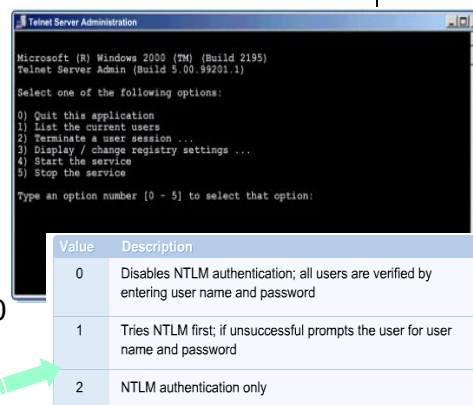 Telnet Server Administration
Microsoft (R) Windows 2000 (TM) (Build 2195)
Telnet Server Admin (Build 5.00.99201.1)
Select one of the following options:
0) Quit this application
1) List the current users
2) Terminate a user session ...
3) Display / change registry settings ...
4) Start the service
5) Stop the service
Type an option number [0 - 5] to select that option:
Value Description
0 Disables NTLM authentication; all users are verified by
entering user name and password
1 Tries NTLM first; if unsuccessful prompts the user for user
name and password
2 NTLM authentication only